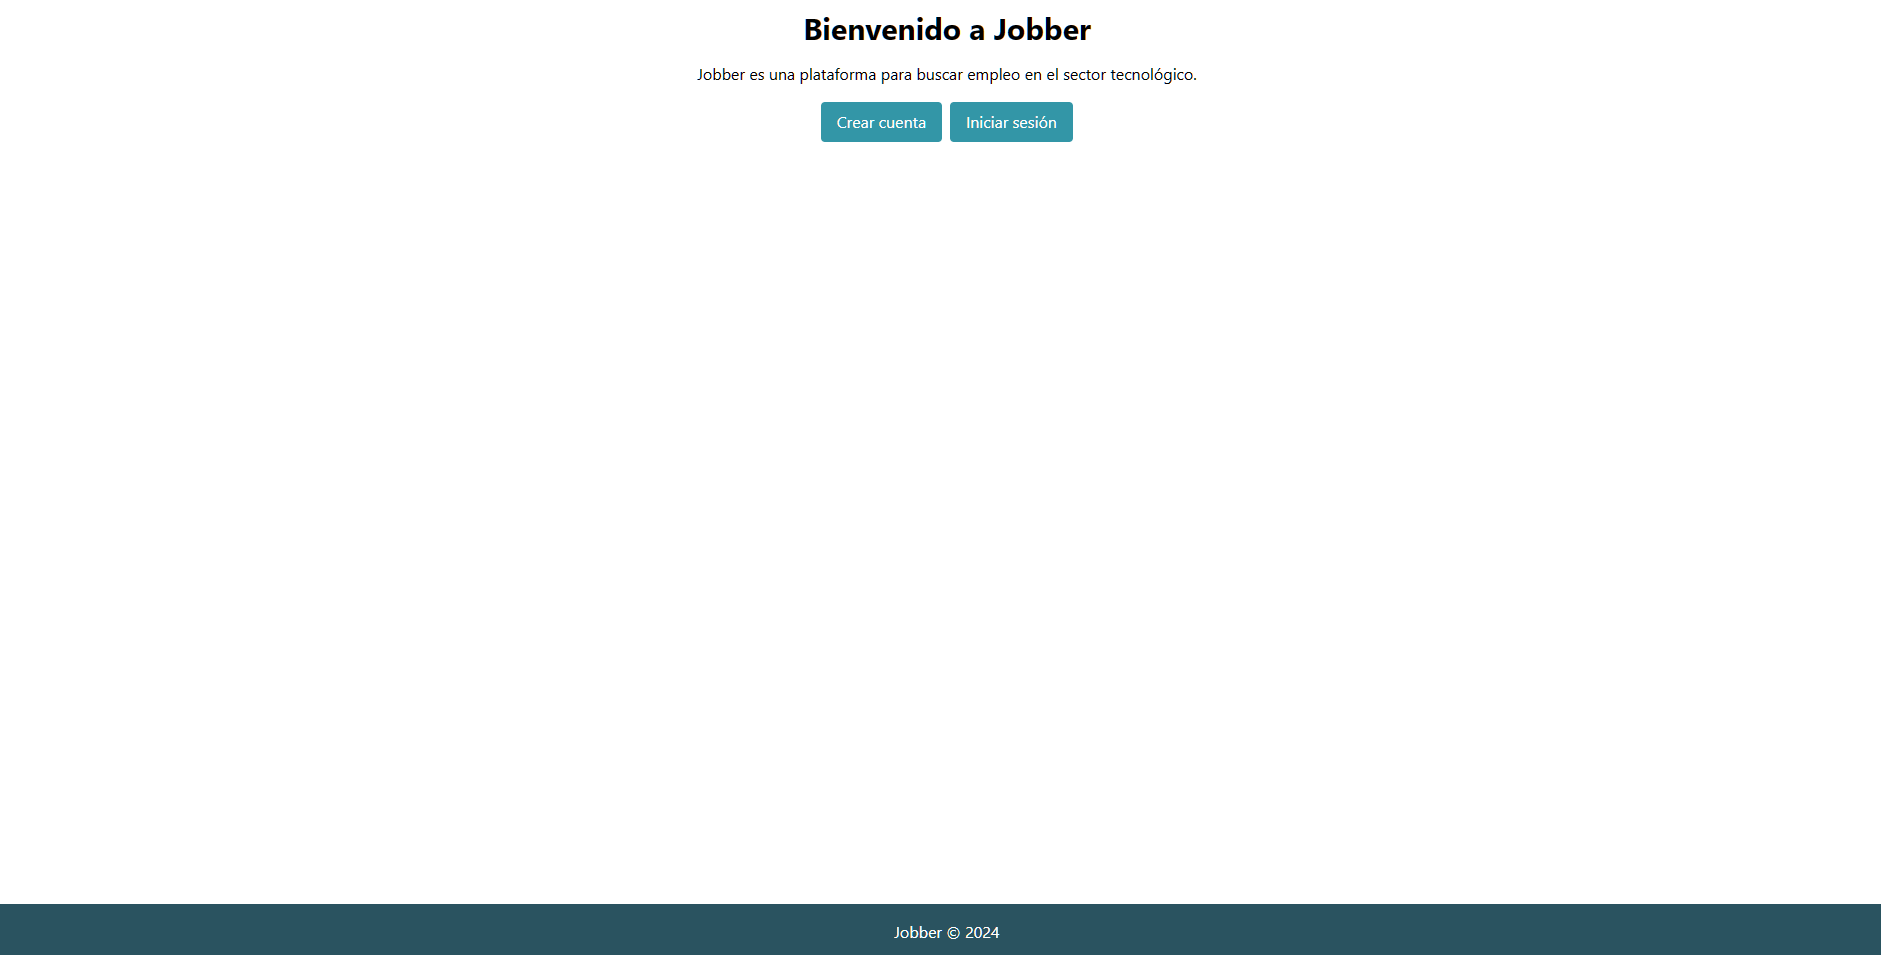 Bienvenido a Jobber
Jobber es una plataforma para buscar empleo en el sector tecnológico.
Crear cuenta Iniciar sesión
Jobber © 2024